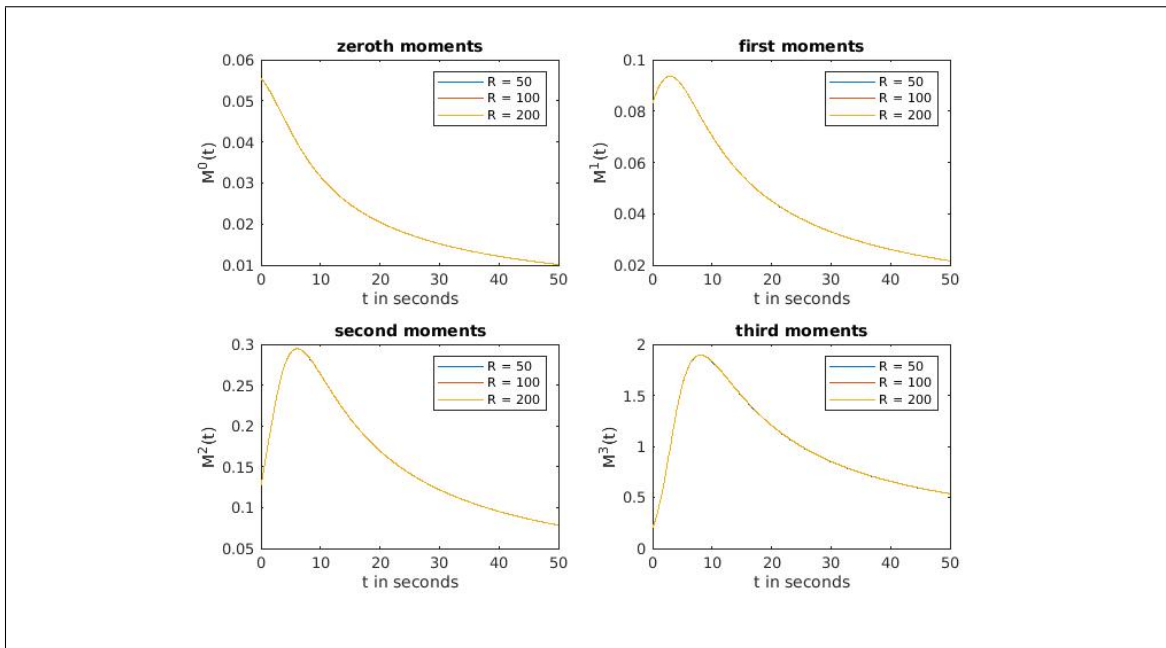 zeroth moments
0.06
0.05
0.04
0.03
0.02
0.01
M^0(t)
R = 50
R = 100
R = 200
0 10 20 30 40 50
t in seconds
first moments
0.1
0.08
0.06
0.04
0.02
M^1(t)
R = 50
R = 100
R = 200
0 10 20 30 40 50
t in seconds
second moments
0.3
0.25
0.2
0.15
0.1
0.05
M^2(t)
R = 50
R = 100
R = 200
0 10 20 30 40 50
t in seconds
third moments
2
1.5
1
0.5
0
M^3(t)
R = 50
R = 100
R = 200
0 10 20 30 40 50
t in seconds